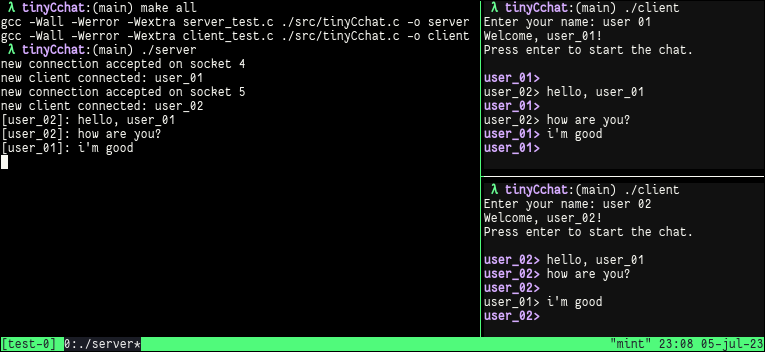 λ tinyCchat:(main) make all
gcc -Wall -Werror -Wextra server_test.c ./src/tinyCchat.c -o server
gcc -Wall -Werror -Wextra client_test.c ./src/tinyCchat.c -o client
λ tinyCchat:(main) ./server
new connection accepted on socket 4
new client connected: user_01
new connection accepted on socket 5
new client connected: user_02
[user_02]: hello, user_01
[user_02]: how are you?
[user_01]: i'm good
λ tinyCchat:(main) ./client
Enter your name: user 01
Welcome, user_01!
Press enter to start the chat.
user_01>
user_02> hello, user_01
user_01>
user_02> how are you?
user_01> i'm good
user_01>
λ tinyCchat:(main) ./client
Enter your name: user 02
Welcome, user_02!
Press enter to start the chat.
user_02> hello, user_01
user_02> how are you?
user_02>
user_01> i'm good
user_02>
[test-0] 0:./server* "mint" 23:08 05-jul-23